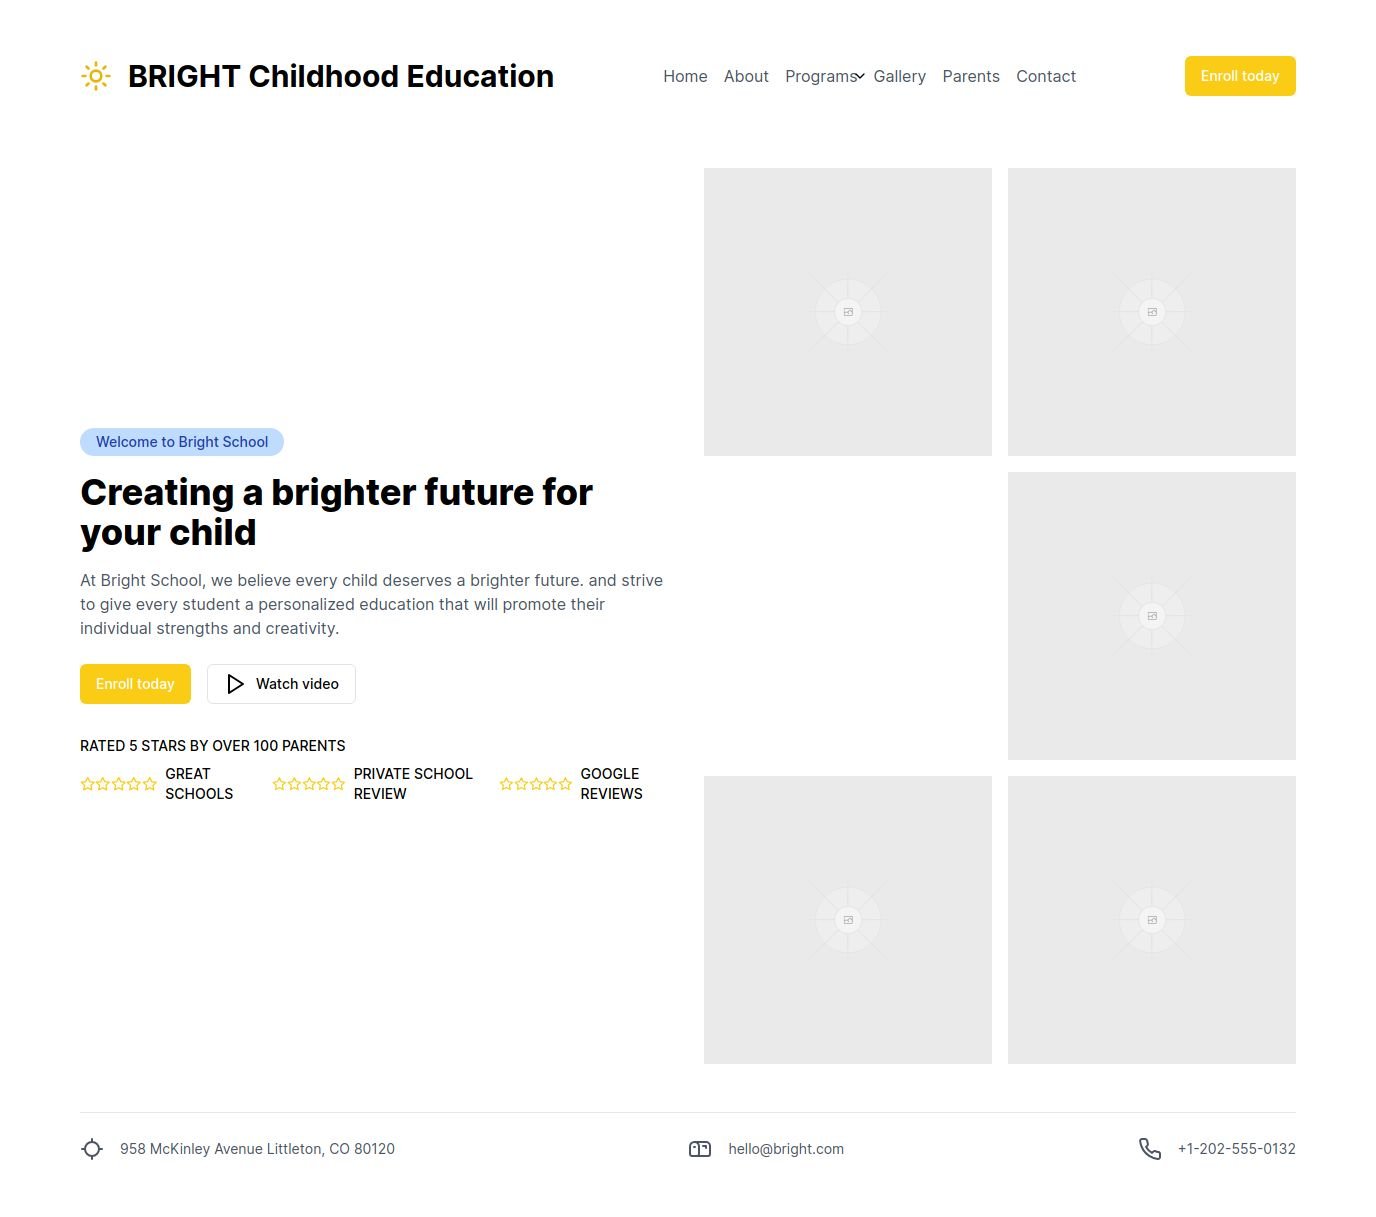 BRIGHT Childhood Education
Home About Programs Gallery Parents Contact
Enroll today
Welcome to Bright School
Creating a brighter future for
your child
At Bright School, we believe every child deserves a brighter future. and strive
to give every student a personalized education that will promote their
individual strengths and creativity.
Enroll today
Watch video
RATED 5 STARS BY OVER 100 PARENTS
GREAT
SCHOOLS
PRIVATE SCHOOL
REVIEW
GOOGLE
REVIEWS
958 McKinley Avenue Littleton, CO 80120
hello@bright.com
+1-202-555-0132